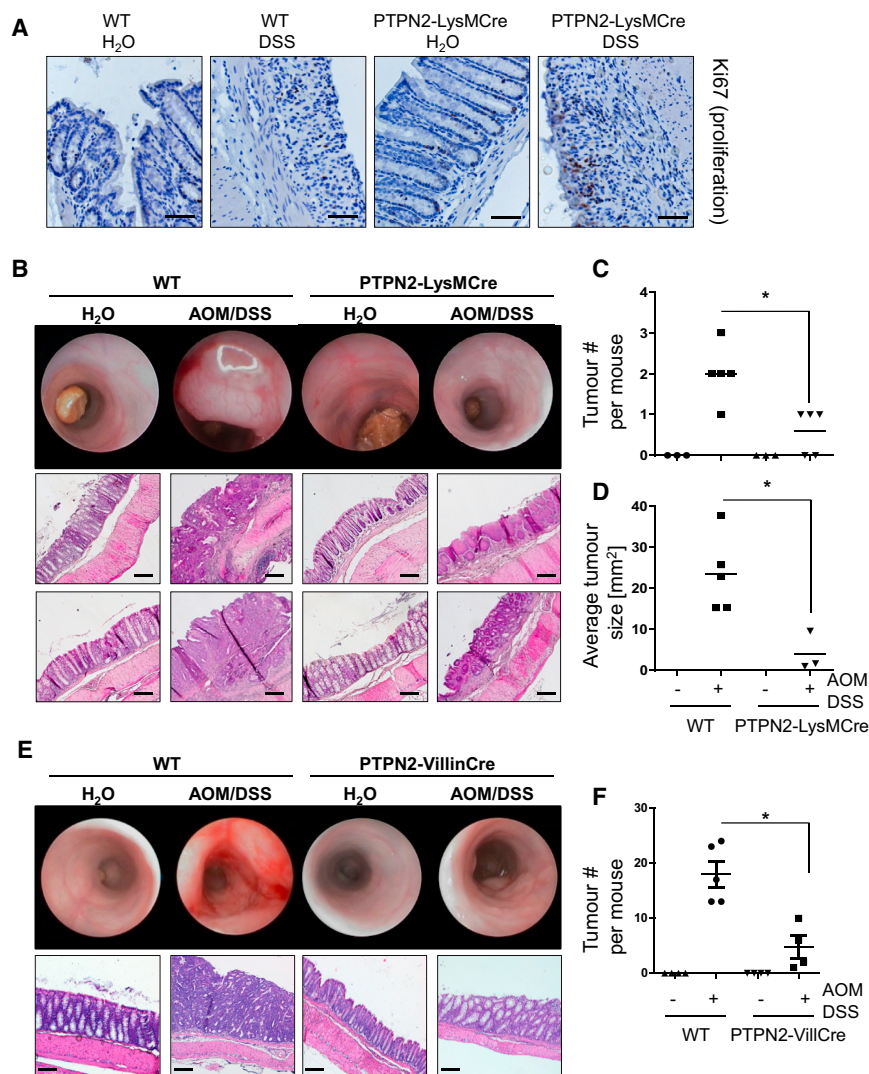 A
WT
H₂O
WT
DSS
PTPN2-LysMCre
H₂O
PTPN2-LysMCre
DSS
Ki67 (proliferation)
B
WT
PTPN2-LysMCre
H₂O
AOM/DSS
H₂O
AOM/DSS
C
Tumour #
per mouse
4
3
2
1
0
*
D
Average tumour
size [mm²]
40
30
20
10
0
*
- + - + AOM
DSS
WT
PTPN2-LysMCre
E
WT
PTPN2-VillinCre
H₂O
AOM/DSS
H₂O
AOM/DSS
F
Tumour #
per mouse
30
20
10
0
*
- + - + AOM
DSS
WT
PTPN2-VillCre